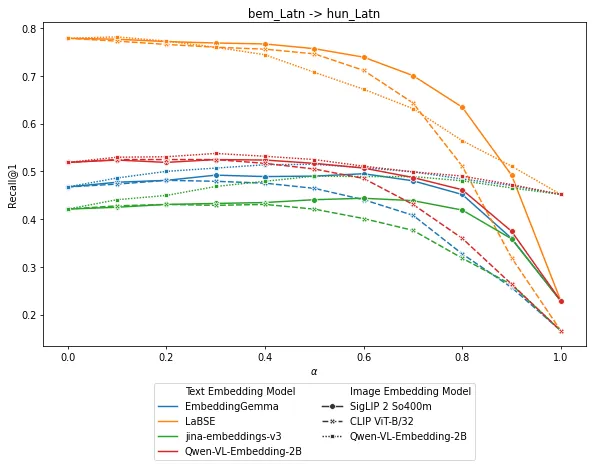 bem_Latn -> hun_Latn
Recall@1
0.8
0.7
0.6
0.5
0.4
0.3
0.2
0.0 0.2 0.4 0.6 0.8 1.0
α
Text Embedding Model
EmbeddingGemma
LaBSE
jina-embeddings-v3
Qwen-VL-Embedding-2B
Image Embedding Model
SigLIP 2 So400m
CLIP ViT-B/32
Qwen-VL-Embedding-2B